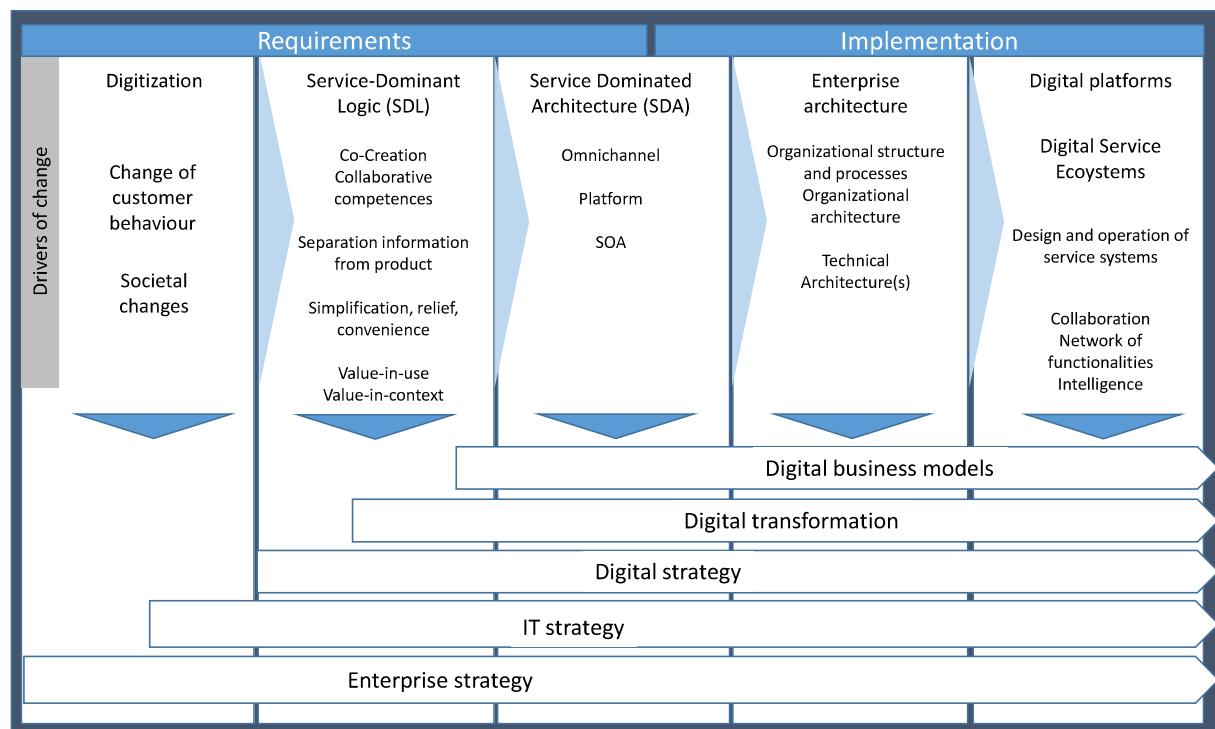 Requirements
Implementation
Drivers of change
Digitization
Change of
customer
behaviour
Societal
changes
Service-Dominant
Logic (SDL)
Co-Creation
Collaborative
competences
Separation information
from product
Simplification, relief,
convenience
Value-in-use
Value-in-context
Service Dominated
Architecture (SDA)
Omnichannel
Platform
SOA
Enterprise
architecture
Organizational structure
and processes
Organizational
architecture
Technical
Architecture(s)
Digital platforms
Digital Service
Ecoystems
Design and operation of
service systems
Collaboration
Network of
functionalities
Intelligence
Digital business models
Digital transformation
Digital strategy
IT strategy
Enterprise strategy